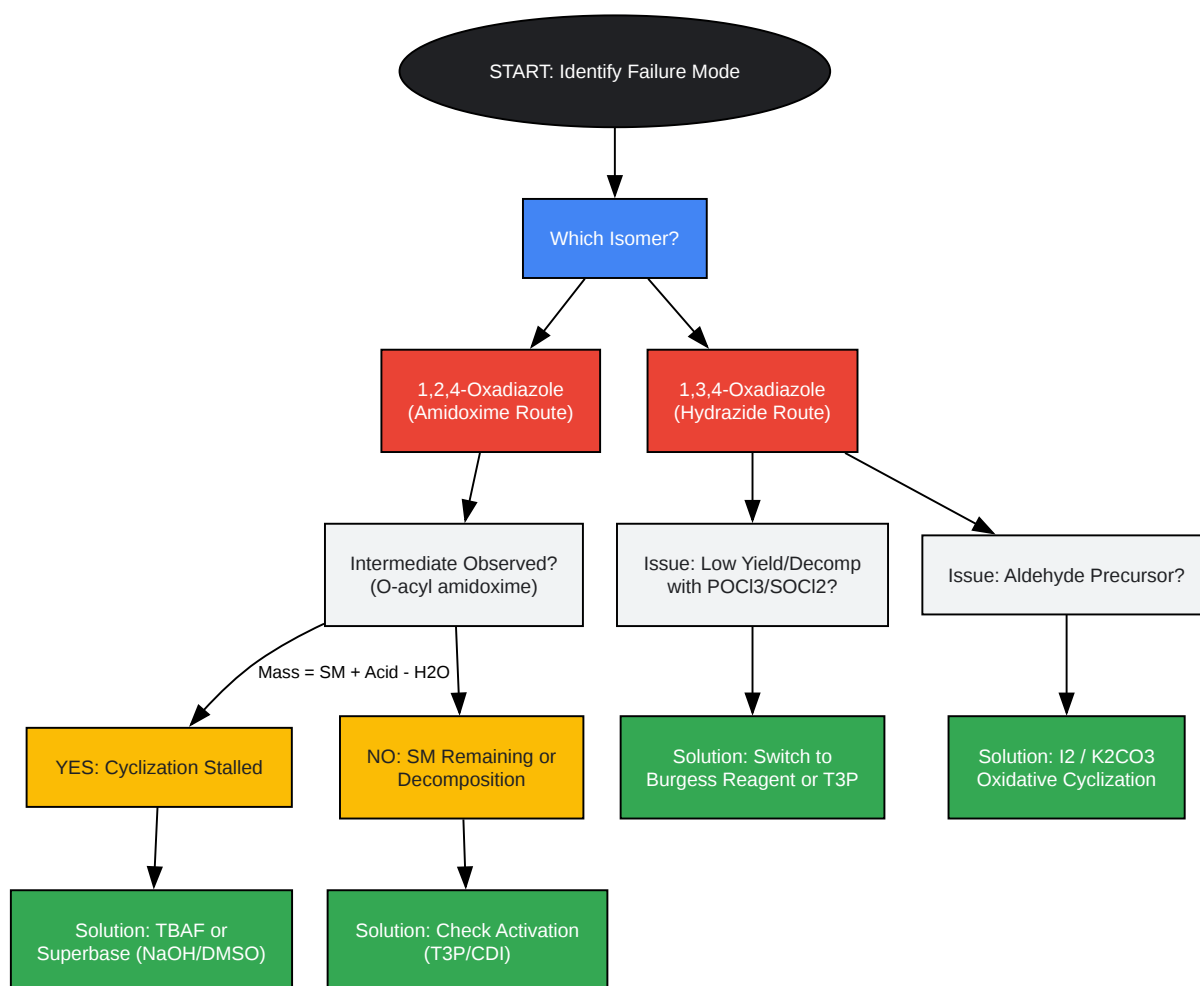 START: Identify Failure Mode
Which Isomer?
1,2,4-Oxadiazole
(Amidoxime Route)
1,3,4-Oxadiazole
(Hydrazide Route)
Intermediate Observed?
(O-acyl amidoxime)
Issue: Low Yield/Decomp
with POCl3/SOCl2?
Issue: Aldehyde Precursor?
Mass = SM + Acid - H2O
YES: Cyclization Stalled
NO: SM Remaining or
Decomposition
Solution: Switch to
Burgess Reagent or T3P
Solution: I2 / K2CO3
Oxidative Cyclization
Solution: TBAF or
Superbase (NaOH/DMSO)
Solution: Check Activation
(T3P/CDI)